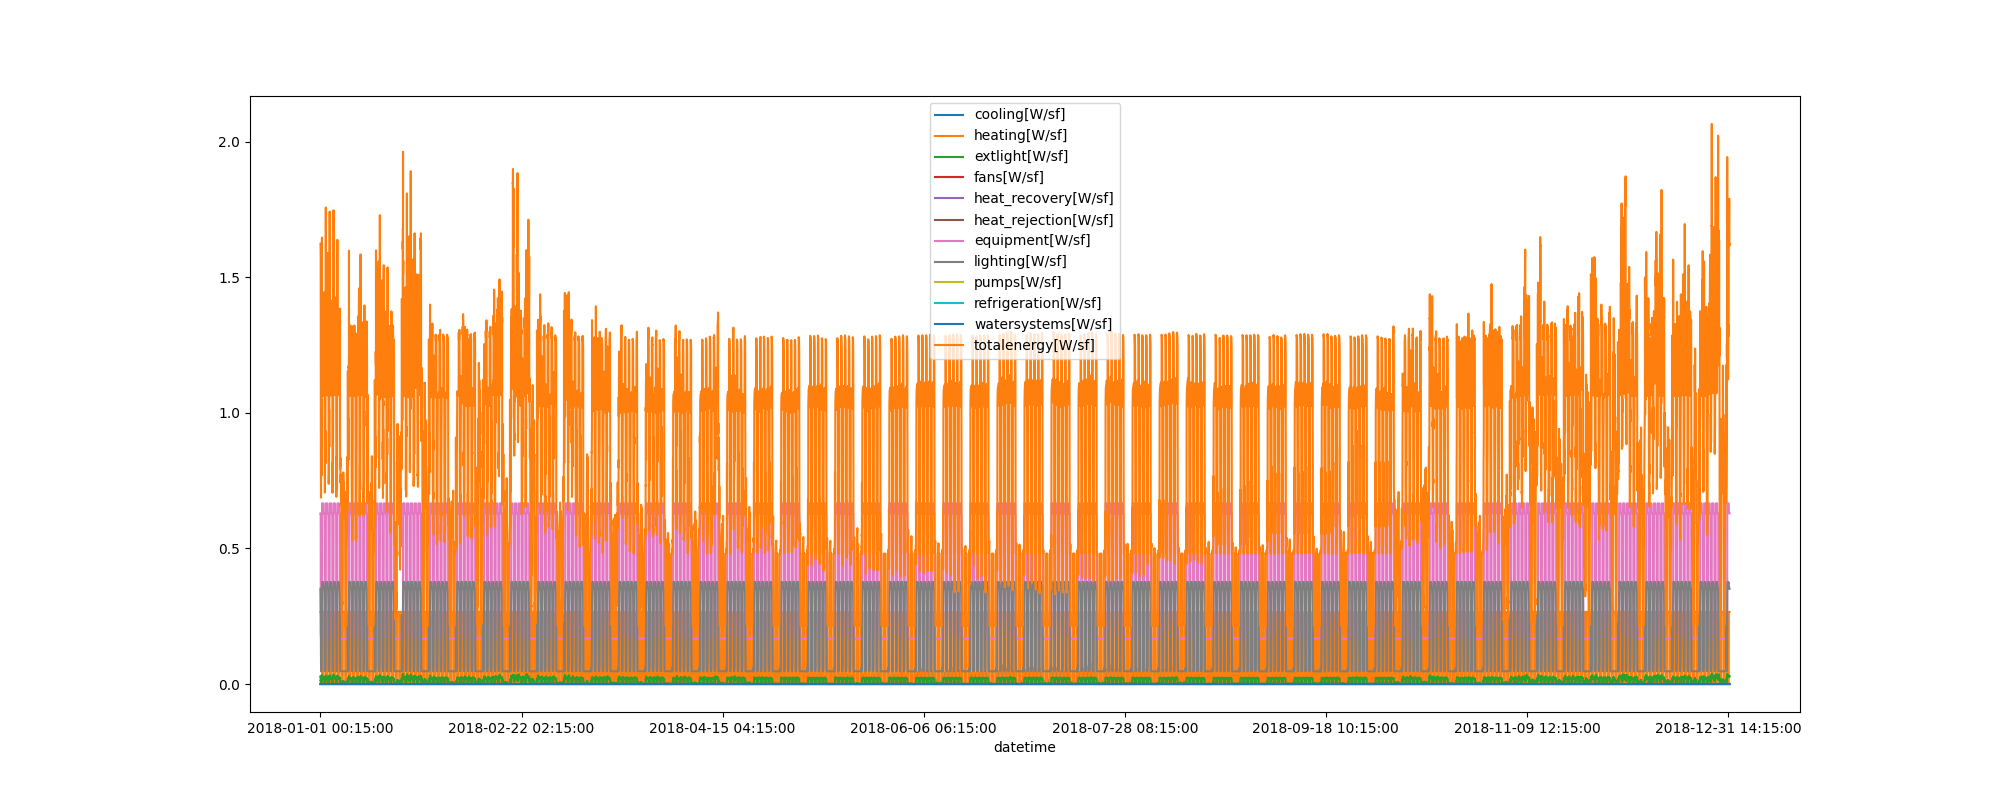 cooling[W/sf]
heating[W/sf]
extlight[W/sf]
fans[W/sf]
heat_recovery[W/sf]
heat_rejection[W/sf]
equipment[W/sf]
lighting[W/sf]
pumps[W/sf]
refrigeration[W/sf]
watersystems[W/sf]
totalenergy[W/sf]
2.0
1.5
1.0
0.5
0.0
2018-01-01 00:15:00 2018-02-22 02:15:00 2018-04-15 04:15:00 2018-06-06 06:15:00 2018-07-28 08:15:00 2018-09-18 10:15:00 2018-11-09 12:15:00 2018-12-31 14:15:00
datetime